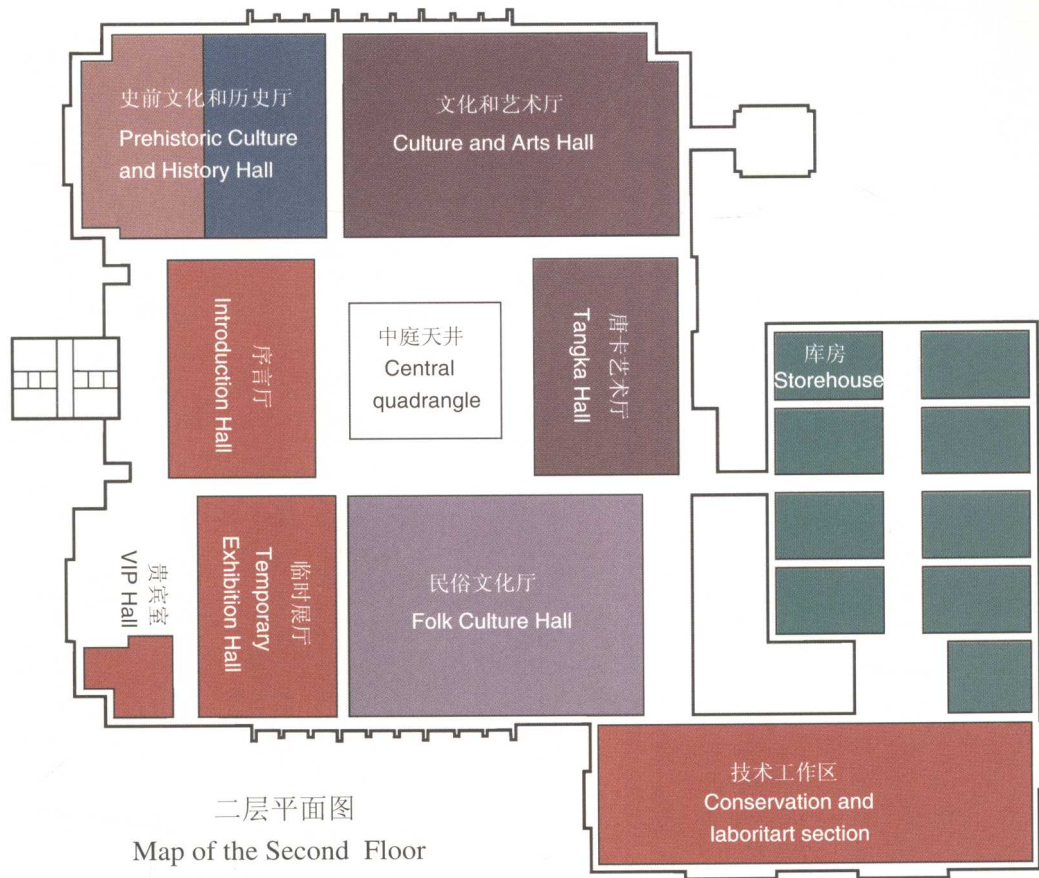 史前文化和历史厅
Prehistoric Culture
and History Hall
文化和艺术厅
Culture and Arts Hall
序言厅
Introduction Hall
中庭天井
Central
quadrangle
唐卡艺术厅
Tangka Hall
库房
Storehouse
贵宾室
VIP Hall
临时展厅
Temporary
Exhibition Hall
民俗文化厅
Folk Culture Hall
技术工作区
Conservation and
laboritart section
二层平面图
Map of the Second Floor